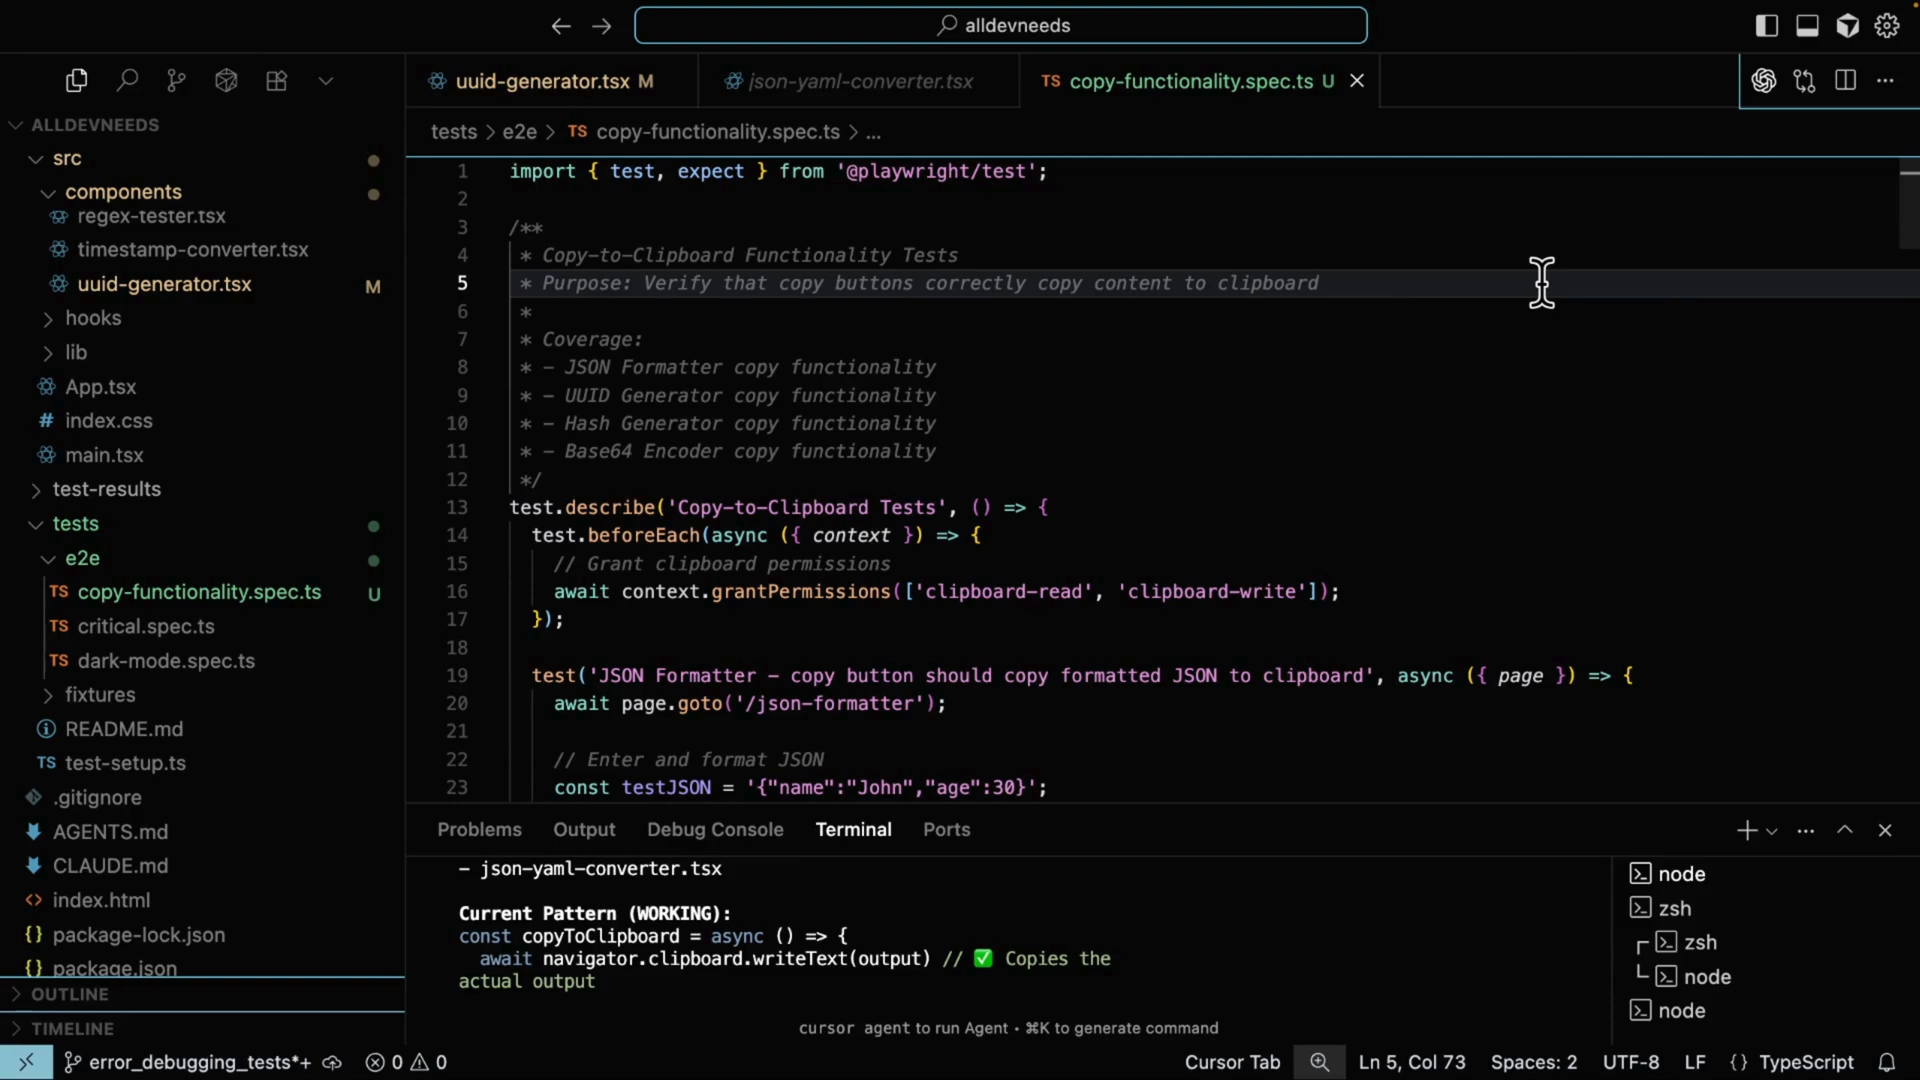 alldevneeds
uuid-generator.tsx M
json-yaml-converter.tsx
TS copy-functionality.spec.ts U
ALLDEVNEEDS
src
components
regex-tester.tsx
timestamp-converter.tsx
uuid-generator.tsx M
hooks
lib
App.tsx
# index.css
main.tsx
test-results
tests
e2e
TS copy-functionality.spec.ts U
TS critical.spec.ts
TS dark-mode.spec.ts
fixtures
README.md
TS test-setup.ts
.gitignore
AGENTS.md
CLAUDE.md
<> index.html
{} package-lock.json
{} package.json
OUTLINE
TIMELINE
tests > e2e > TS copy-functionality.spec.ts > ...
1 import { test, expect } from '@playwright/test';
2
3 /**
4 * Copy-to-Clipboard Functionality Tests
5 * Purpose: Verify that copy buttons correctly copy content to clipboard
6 *
7 * Coverage:
8 * - JSON Formatter copy functionality
9 * - UUID Generator copy functionality
10 * - Hash Generator copy functionality
11 * - Base64 Encoder copy functionality
12 */
13 test.describe('Copy-to-Clipboard Tests', () => {
14 test.beforeEach(async ({ context }) => {
15 // Grant clipboard permissions
16 await context.grantPermissions(['clipboard-read', 'clipboard-write']);
17 });
18
19 test('JSON Formatter - copy button should copy formatted JSON to clipboard', async ({ page }) => {
20 await page.goto('/json-formatter');
21
22 // Enter and format JSON
23 const testJSON = '{"name":"John","age":30}';
Problems Output Debug Console Terminal Ports
- json-yaml-converter.tsx
Current Pattern (WORKING):
const copyToClipboard = async () => {
await navigator.clipboard.writeText(output) // ✅ Copies the
actual output
cursor agent to run Agent · ⌘K to generate command
node
zsh
zsh
node
node
error_debugging_tests*+ 0 0 Cursor Tab Ln 5, Col 73 Spaces: 2 UTF-8 LF {} TypeScript